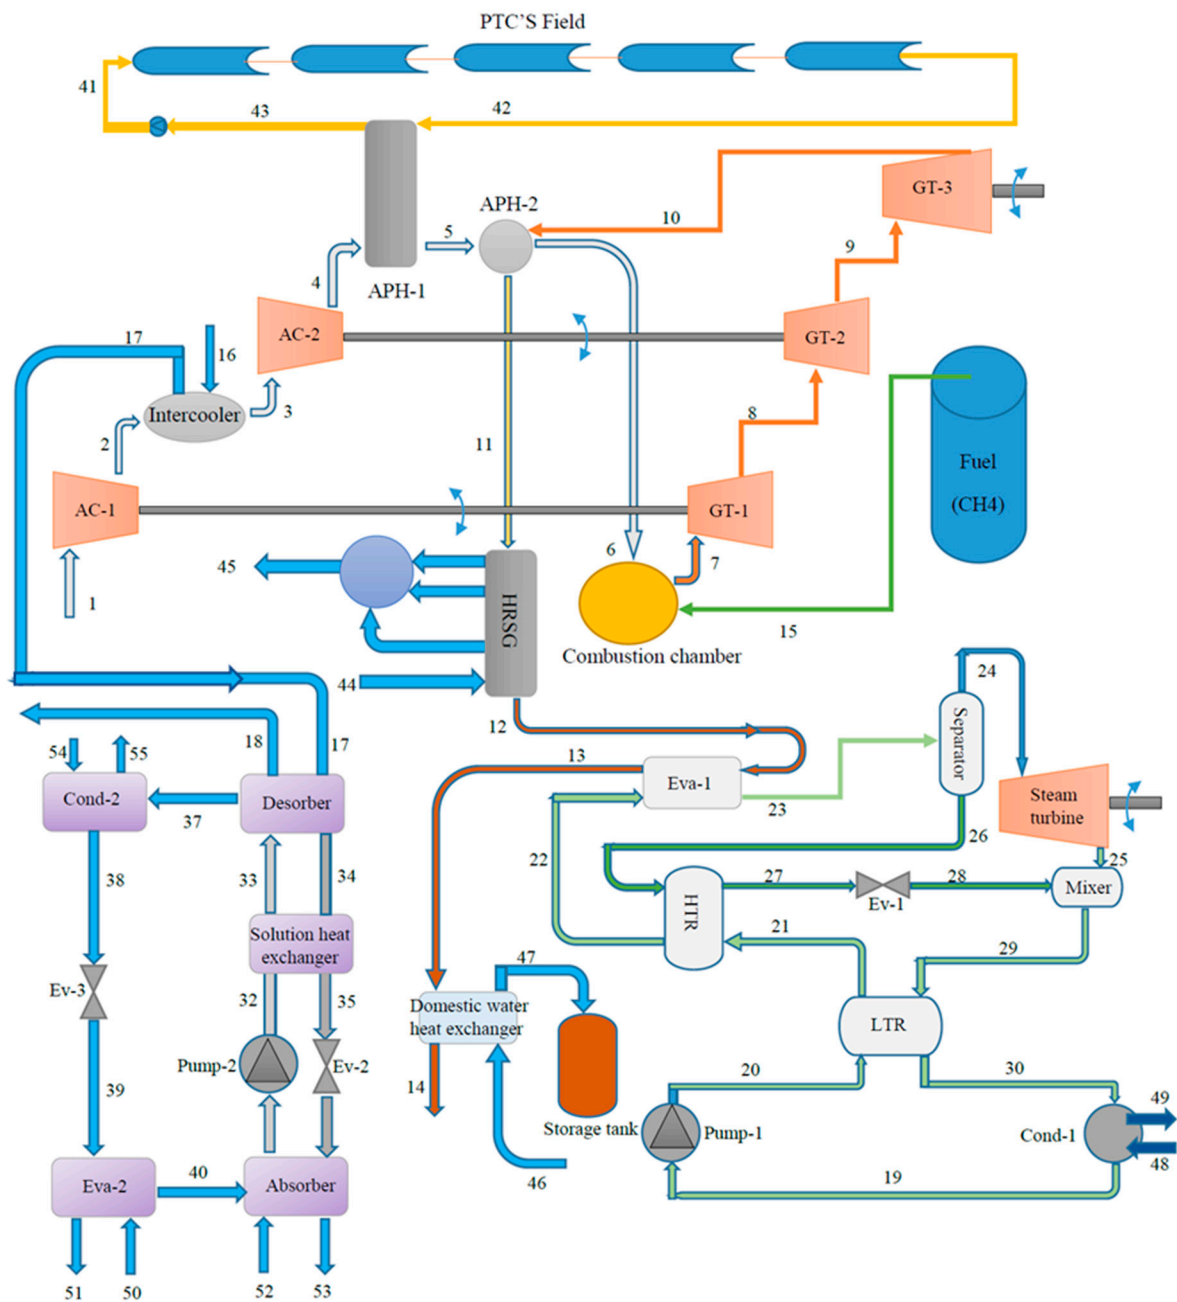 PTC'S Field
41
43
42
APH-2
GT-3
10
5
9
4
APH-1
17
16
AC-2
GT-2
Intercooler
3
2
8
11
Fuel
(CH4)
AC-1
GT-1
6
7
45
HRSG
1
15
Combustion chamber
44
24
12
Separator
18
17
54
55
13
Cond-2
Desorber
Eva-1
Steam
turbine
37
23
26
22
25
38
33
34
27
28
Mixer
HTR
Ev-1
Solution heat
exchanger
21
29
47
Ev-3
32
35
Domestic water
heat exchanger
LTR
Pump-2
Ev-2
39
14
20
30
49
Storage tank
Pump-1
Cond-1
48
40
46
19
Eva-2
Absorber
51
50
52
53